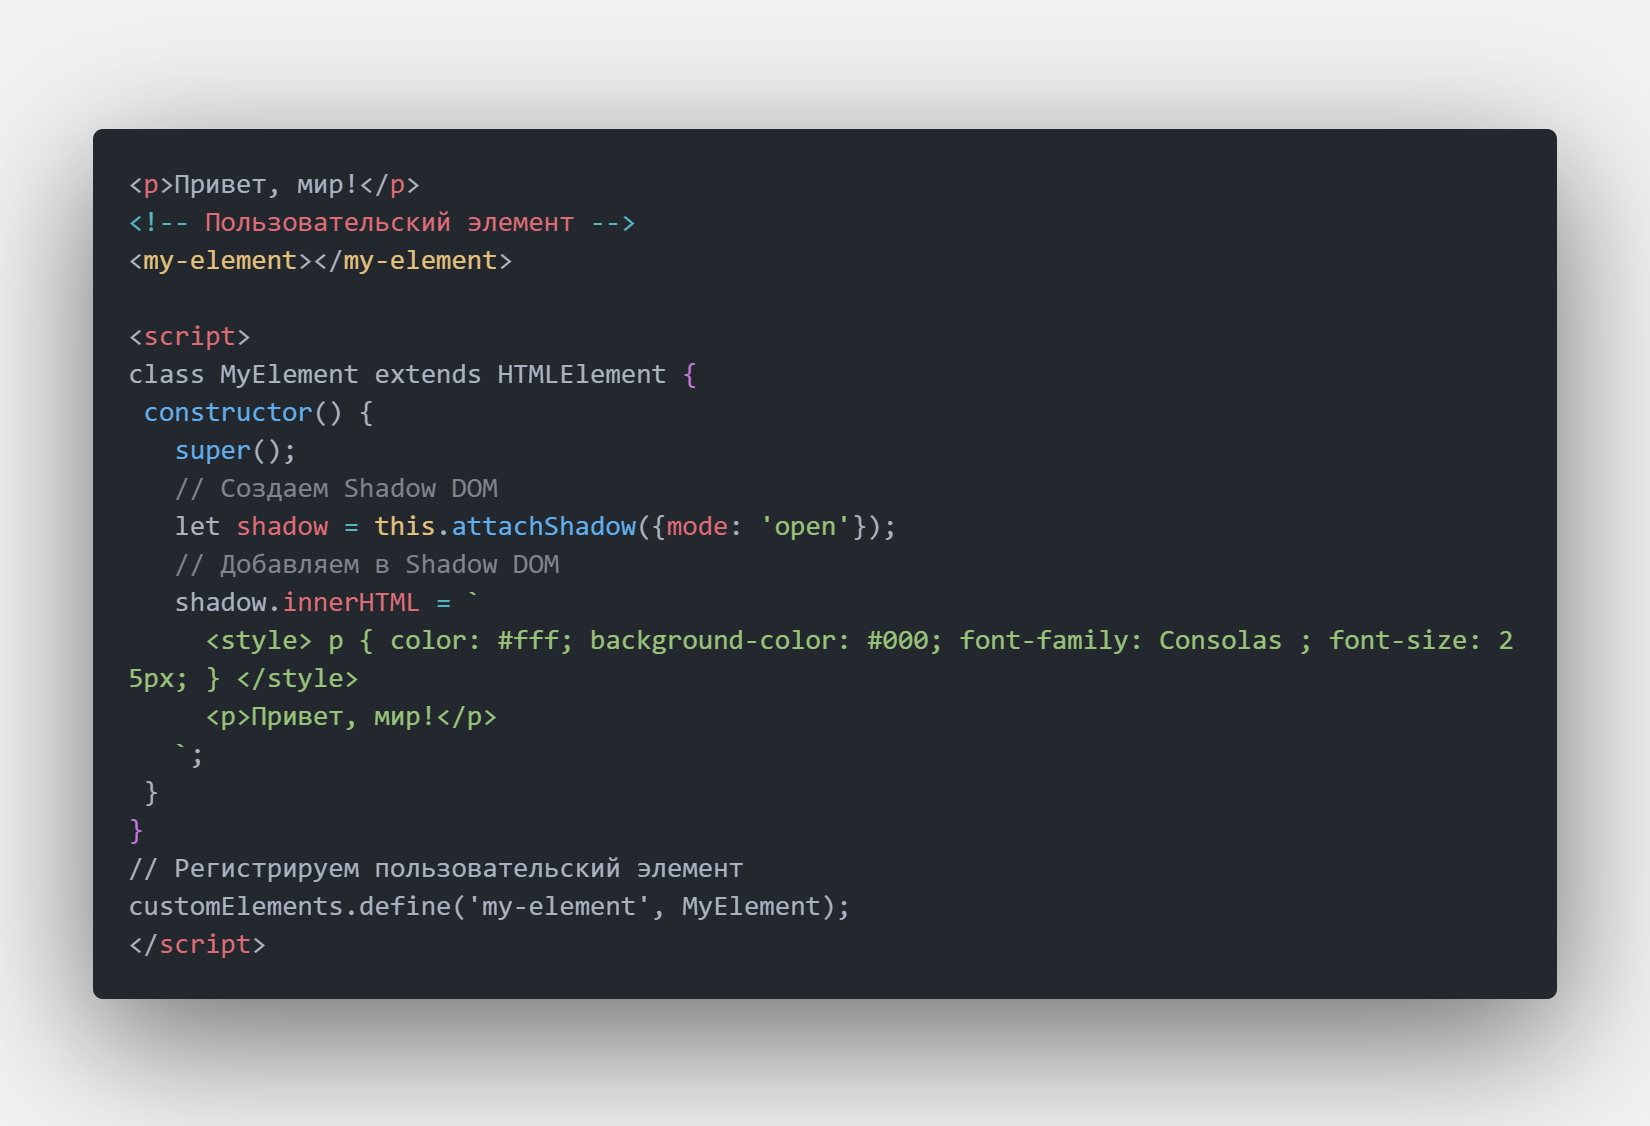 <p>Привет, мир!</p>
<!-- Пользовательский элемент -->
<my-element></my-element>

<script>
class MyElement extends HTMLElement {
 constructor() {
   super();
   // Создаем Shadow DOM
   let shadow = this.attachShadow({mode: 'open'});
   // Добавляем в Shadow DOM
   shadow.innerHTML = `
     <style> p { color: #fff; background-color: #000; font-family: Consolas ; font-size: 2
5px; } </style>
     <p>Привет, мир!</p>
   `;
 }
}
// Регистрируем пользовательский элемент
customElements.define('my-element', MyElement);
</script>